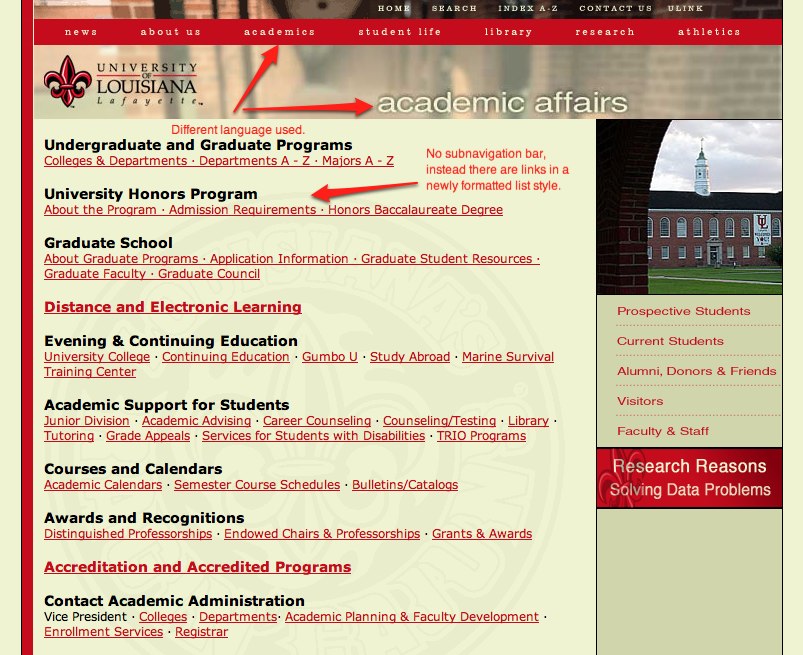 HOME SEARCH INDEX A-Z CONTACT US ULINK
news about us academics student life library research athletics
UNIVERSITY
OF
LOUISIANA
Lafayette™
academic affairs
Different language used.
No subnavigation bar,
instead there are links in a
newly formatted list style.
Undergraduate and Graduate Programs
Colleges & Departments · Departments A - Z · Majors A - Z
University Honors Program
About the Program · Admission Requirements · Honors Baccalaureate Degree
Graduate School
About Graduate Programs · Application Information · Graduate Student Resources ·
Graduate Faculty · Graduate Council
Distance and Electronic Learning
Evening & Continuing Education
University College · Continuing Education · Gumbo U · Study Abroad · Marine Survival
Training Center
Academic Support for Students
Junior Division · Academic Advising · Career Counseling · Counseling/Testing · Library ·
Tutoring · Grade Appeals · Services for Students with Disabilities · TRIO Programs
Courses and Calendars
Academic Calendars · Semester Course Schedules · Bulletins/Catalogs
Awards and Recognitions
Distinguished Professorships · Endowed Chairs & Professorships · Grants & Awards
Accreditation and Accredited Programs
Contact Academic Administration
Vice President · Colleges · Departments· Academic Planning & Faculty Development ·
Enrollment Services · Registrar
UL
Prospective Students
Current Students
Alumni, Donors & Friends
Visitors
Faculty & Staff
Research Reasons
Solving Data Problems